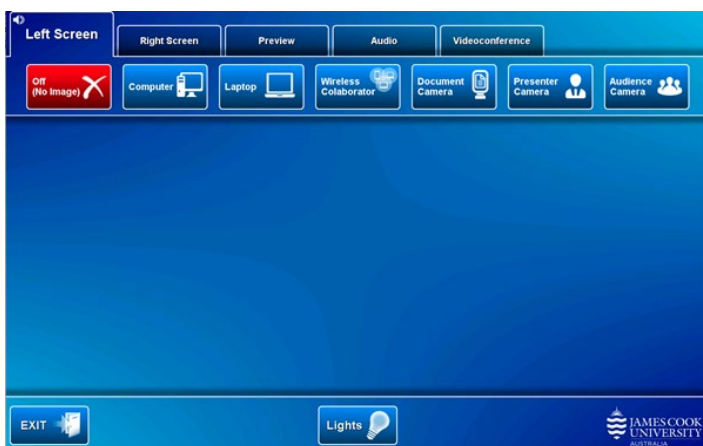 Left Screen
Right Screen
Preview
Audio
Videoconference
Off
(No Image)
Computer
Laptop
Wireless
Colaborator
Document
Camera
Presenter
Camera
Audience
Camera
EXIT
Lights
JAMES COOK
UNIVERSITY
AUSTRALIA